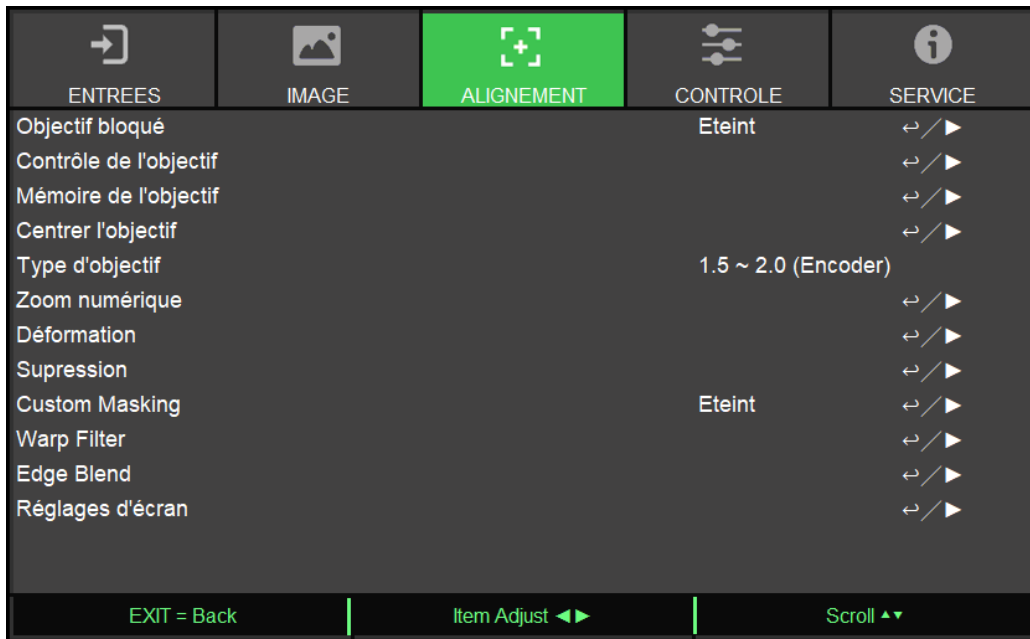 ENTREES IMAGE ALIGNEMENT CONTROLE SERVICE
Objectif bloqué Eteint ↩/▶
Contrôle de l'objectif ↩/▶
Mémoire de l'objectif ↩/▶
Centrer l'objectif ↩/▶
Type d'objectif 1.5 ~ 2.0 (Encoder)
Zoom numérique ↩/▶
Déformation ↩/▶
Supression ↩/▶
Custom Masking Eteint ↩/▶
Warp Filter ↩/▶
Edge Blend ↩/▶
Réglages d'écran ↩/▶
EXIT = Back Item Adjust ◀▶ Scroll ▲▼